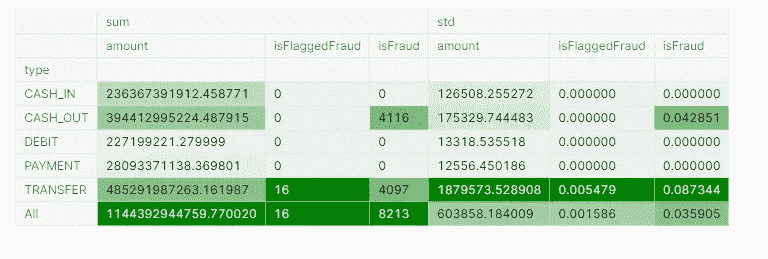 sum std
amount isFlaggedFraud isFraud amount isFlaggedFraud isFraud
type
CASH_IN 236367391912.458771 0 0 126508.255272 0.000000 0.000000
CASH_OUT 394412995224.487915 0 4116 175329.744483 0.000000 0.042851
DEBIT 227199221.279999 0 0 13318.535518 0.000000 0.000000
PAYMENT 28093371138.369801 0 0 12556.450186 0.000000 0.000000
TRANSFER 485291987263.161987 16 4097 1879573.528908 0.005479 0.087344
All 1144392944759.770020 16 8213 603858.184009 0.001586 0.035905